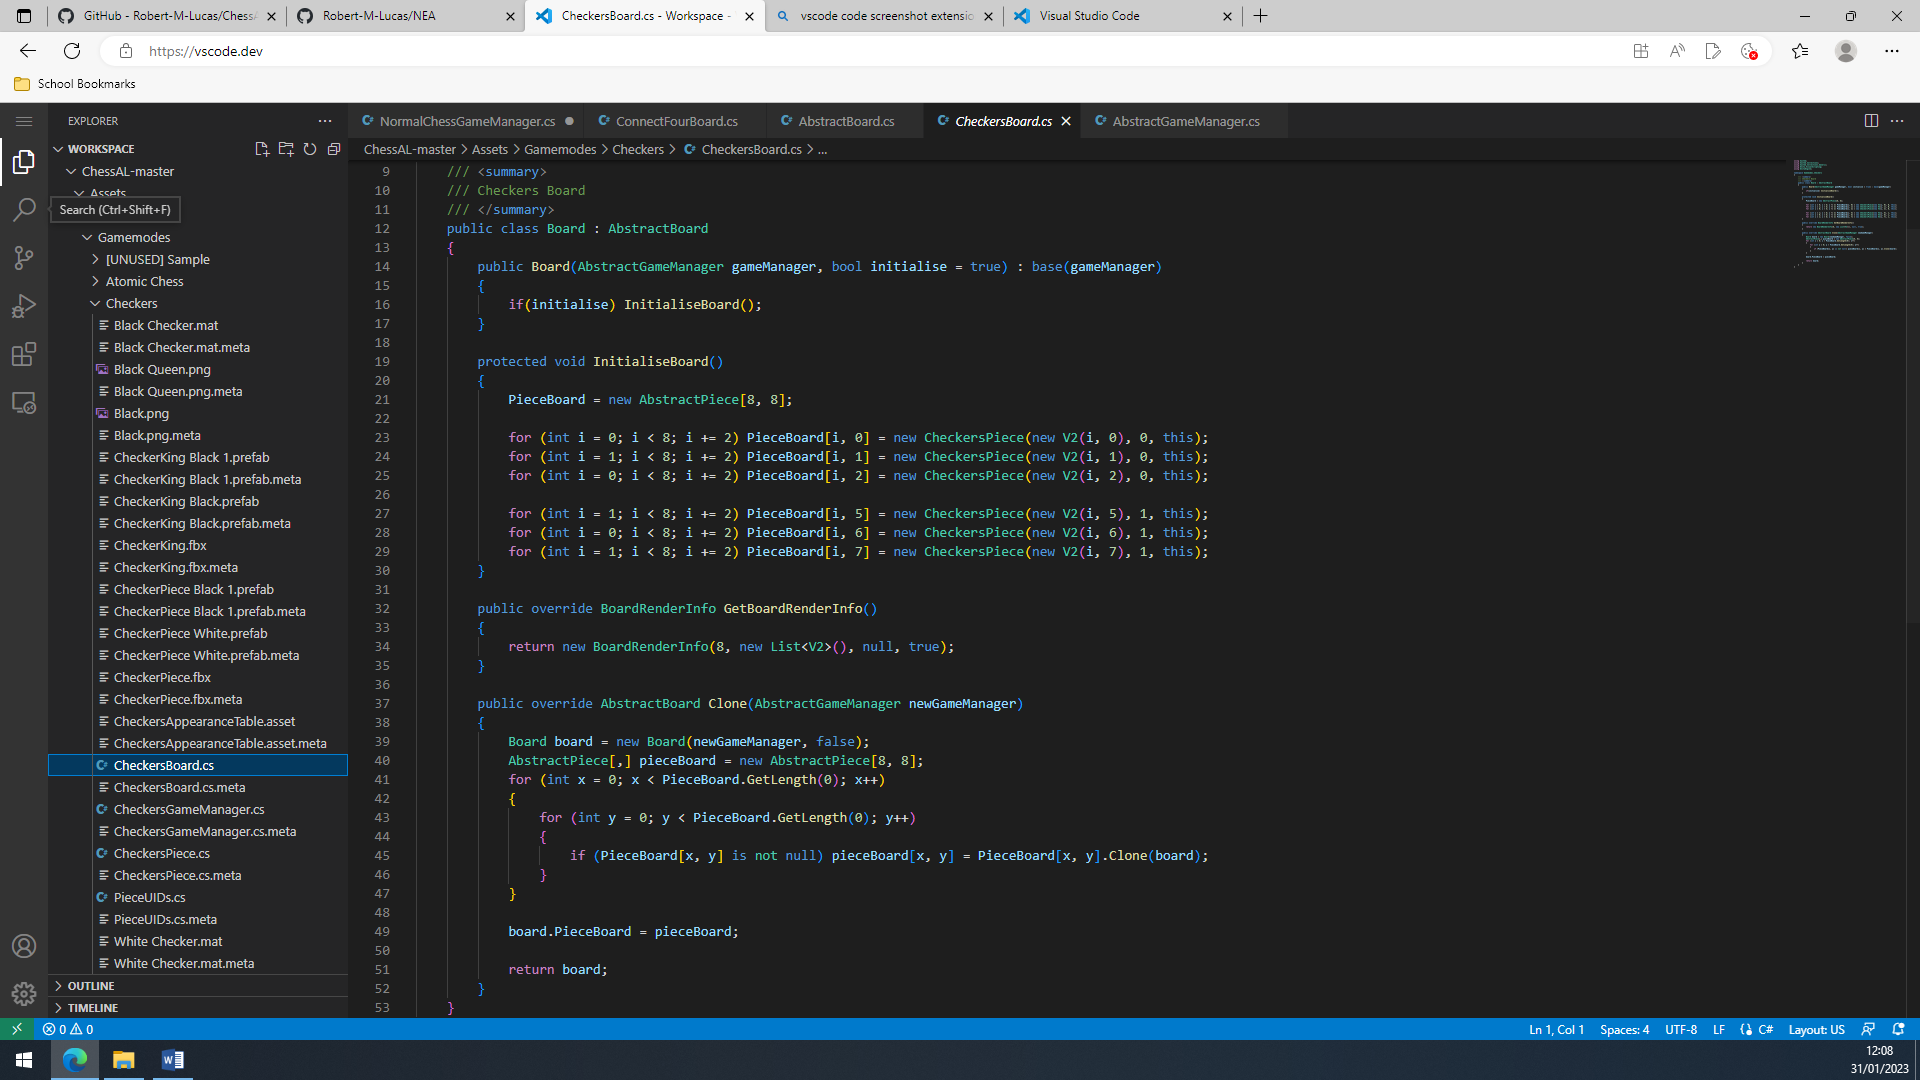 GitHub - Robert-M-Lucas/ChessA
Robert-M-Lucas/NEA
CheckersBoard.cs - Workspace -
vscode code screenshot extensio
Visual Studio Code
https://vscode.dev
School Bookmarks
EXPLORER
WORKSPACE
ChessAL-master
Assets
Search (Ctrl+Shift+F)
Gamemodes
[UNUSED] Sample
Atomic Chess
Checkers
Black Checker.mat
Black Checker.mat.meta
Black Queen.png
Black Queen.png.meta
Black.png
Black.png.meta
CheckerKing Black 1.prefab
CheckerKing Black 1.prefab.meta
CheckerKing Black.prefab
CheckerKing Black.prefab.meta
CheckerKing.fbx
CheckerKing.fbx.meta
CheckerPiece Black 1.prefab
CheckerPiece Black 1.prefab.meta
CheckerPiece White.prefab
CheckerPiece White.prefab.meta
CheckerPiece.fbx
CheckerPiece.fbx.meta
CheckersAppearanceTable.asset
CheckersAppearanceTable.asset.meta
CheckersBoard.cs
CheckersBoard.cs.meta
CheckersGameManager.cs
CheckersGameManager.cs.meta
CheckersPiece.cs
CheckersPiece.cs.meta
PieceUIDs.cs
PieceUIDs.cs.meta
White Checker.mat
White Checker.mat.meta
OUTLINE
TIMELINE
NormalChessGameManager.cs
ConnectFourBoard.cs
AbstractBoard.cs
CheckersBoard.cs
AbstractGameManager.cs
ChessAL-master > Assets > Gamemodes > Checkers > CheckersBoard.cs > ...
9 /// <summary>
10 /// Checkers Board
11 /// </summary>
12 public class Board : AbstractBoard
13 {
14 public Board(AbstractGameManager gameManager, bool initialise = true) : base(gameManager)
15 {
16 if(initialise) InitialiseBoard();
17 }
18
19 protected void InitialiseBoard()
20 {
21 PieceBoard = new AbstractPiece[8, 8];
22
23 for (int i = 0; i < 8; i += 2) PieceBoard[i, 0] = new CheckersPiece(new V2(i, 0), 0, this);
24 for (int i = 1; i < 8; i += 2) PieceBoard[i, 1] = new CheckersPiece(new V2(i, 1), 0, this);
25 for (int i = 0; i < 8; i += 2) PieceBoard[i, 2] = new CheckersPiece(new V2(i, 2), 0, this);
26
27 for (int i = 1; i < 8; i += 2) PieceBoard[i, 5] = new CheckersPiece(new V2(i, 5), 1, this);
28 for (int i = 0; i < 8; i += 2) PieceBoard[i, 6] = new CheckersPiece(new V2(i, 6), 1, this);
29 for (int i = 1; i < 8; i += 2) PieceBoard[i, 7] = new CheckersPiece(new V2(i, 7), 1, this);
30 }
31
32 public override BoardRenderInfo GetBoardRenderInfo()
33 {
34 return new BoardRenderInfo(8, new List<V2>(), null, true);
35 }
36
37 public override AbstractBoard Clone(AbstractGameManager newGameManager)
38 {
39 Board board = new Board(newGameManager, false);
40 AbstractPiece[,] pieceBoard = new AbstractPiece[8, 8];
41 for (int x = 0; x < PieceBoard.GetLength(0); x++)
42 {
43 for (int y = 0; y < PieceBoard.GetLength(0); y++)
44 {
45 if (PieceBoard[x, y] is not null) pieceBoard[x, y] = PieceBoard[x, y].Clone(board);
46 }
47 }
48
49 board.PieceBoard = pieceBoard;
50
51 return board;
52 }
53 }
0 0
Ln 1, Col 1
Spaces: 4
UTF-8
LF
C#
Layout: US
12:08
31/01/2023